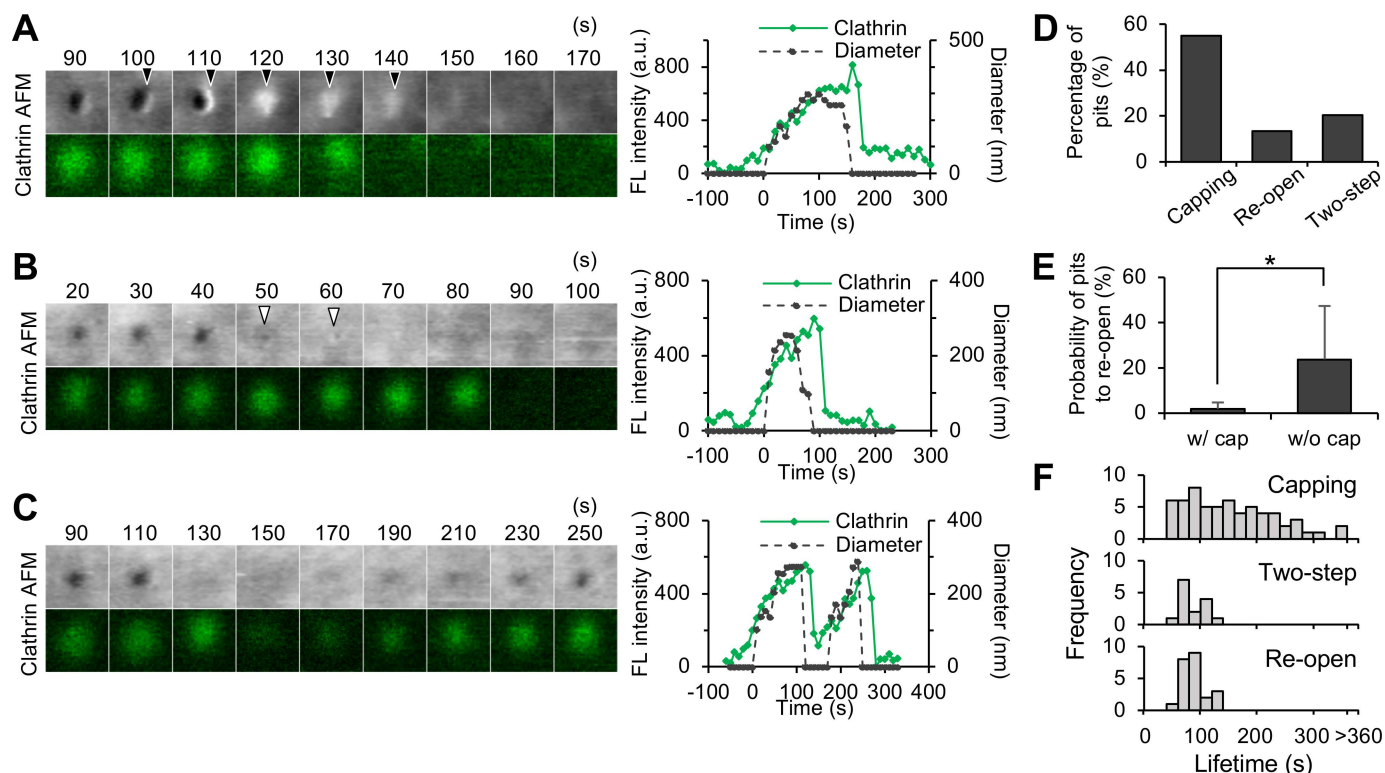 A
(s)
90 100 110 120 130 140 150 160 170
Clathrin AFM
Clathrin
Diameter
FL intensity (a.u.)
800
400
0
500
250
0
Diameter (nm)
-100 0 100 200 300
Time (s)
B
(s)
20 30 40 50 60 70 80 90 100
Clathrin AFM
Clathrin
Diameter
FL intensity (a.u.)
800
400
0
400
200
0
Diameter (nm)
-100 0 100 200 300
Time (s)
C
(s)
90 110 130 150 170 190 210 230 250
Clathrin AFM
Clathrin
Diameter
FL intensity (a.u.)
800
400
0
400
200
0
Diameter (nm)
-100 0 100 200 300 400
Time (s)
D
Percentage of
pits (%)
60
40
20
0
Capping
Re-open
Two-step
E
Probability of pits
to re-open (%)
60
40
20
0
*
w/ cap w/o cap
F
Frequency
10
5
0
Capping
10
5
0
Two-step
10
5
0
Re-open
0 100 200 300 >360
Lifetime (s)